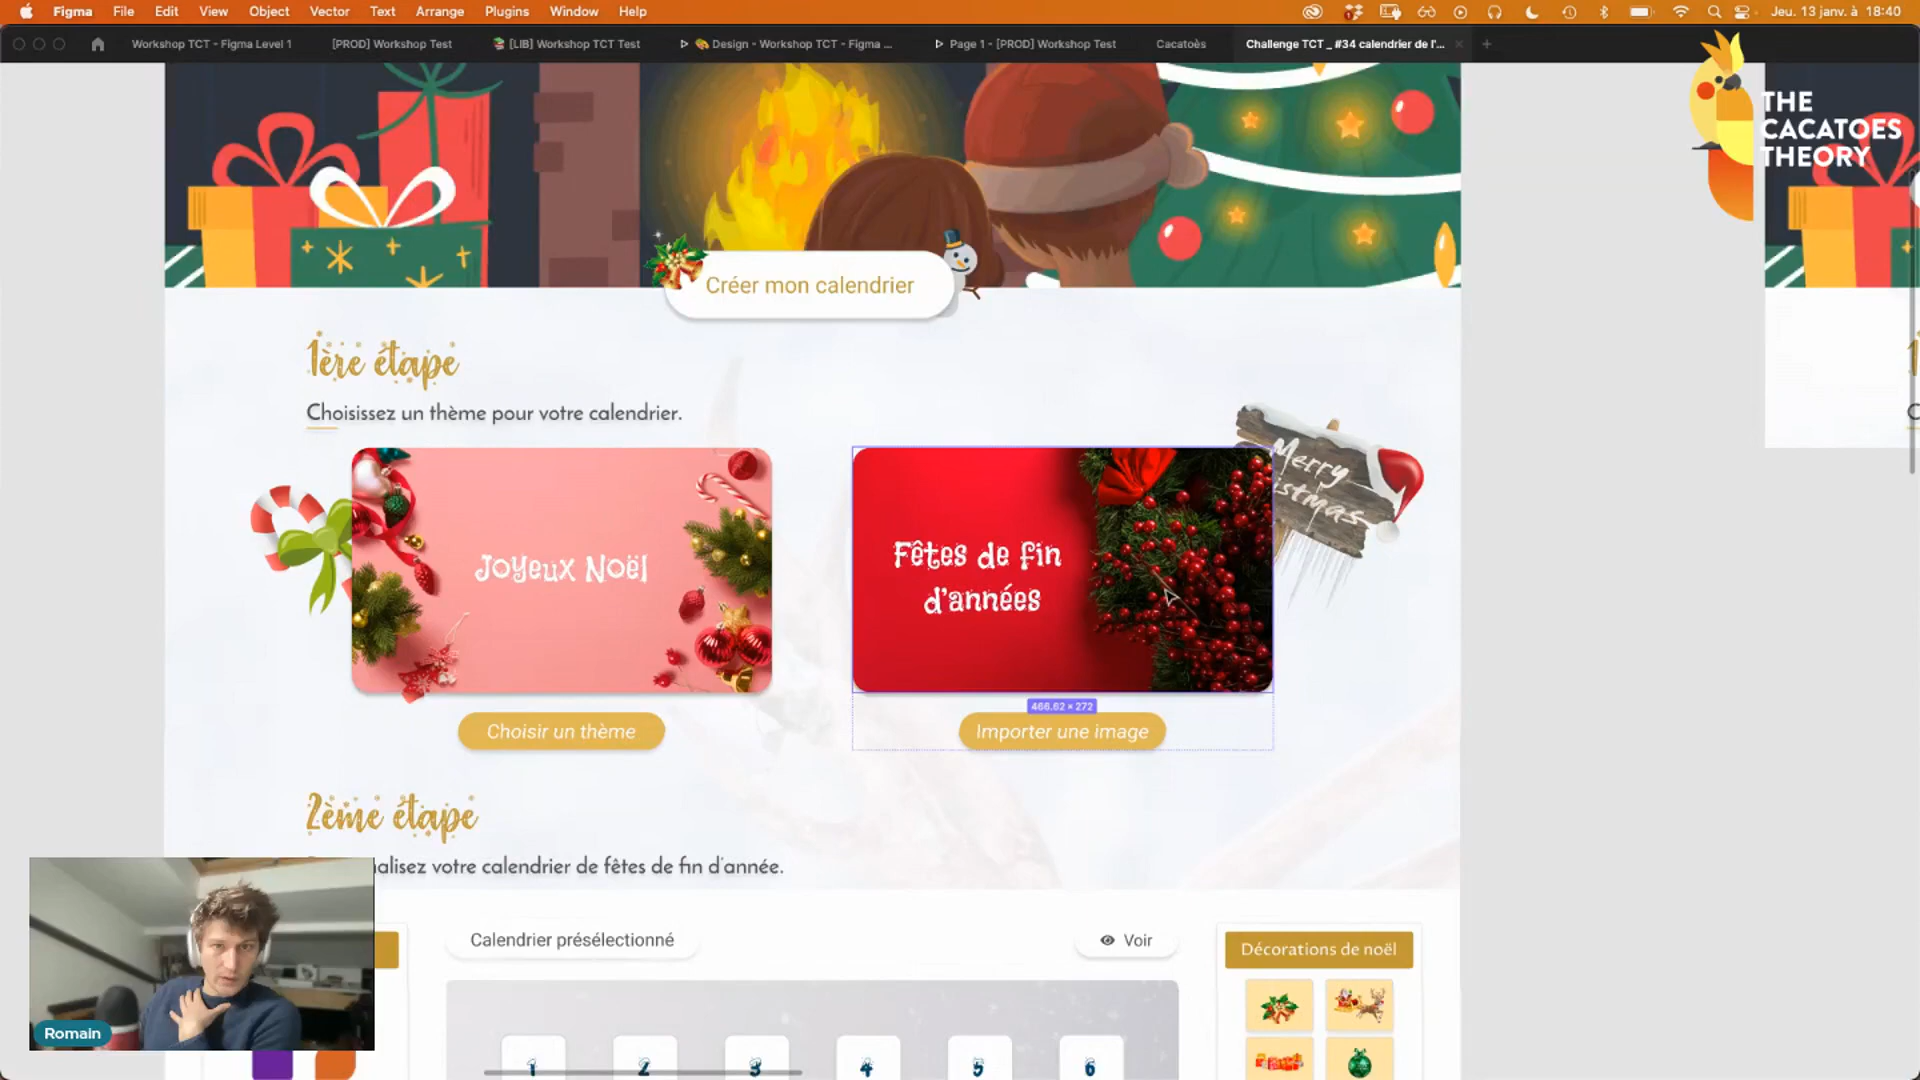 Figma File Edit View Object Vector Text Arrange Plugins Window Help Jeu. 13 janv. à 18:40
Workshop TCT - Figma Level 1 [PROD] Workshop Test [LIB] Workshop TCT Test Design - Workshop TCT - Figma ... Page 1 - [PROD] Workshop Test Cacatoès Challenge TCT _ #34 calendrier de l'...
THE
CACATOES
THEORY
Créer mon calendrier
1ère étape
Choisissez un thème pour votre calendrier.
Merry
istmas
Joyeux Noël
Fêtes de fin
d'années
466.62 × 272
Choisir un thème
Importer une image
2ème étape
nalisez votre calendrier de fêtes de fin d'année.
Calendrier présélectionné
Voir
Décorations de noël
1 2 3 4 5 6
Romain